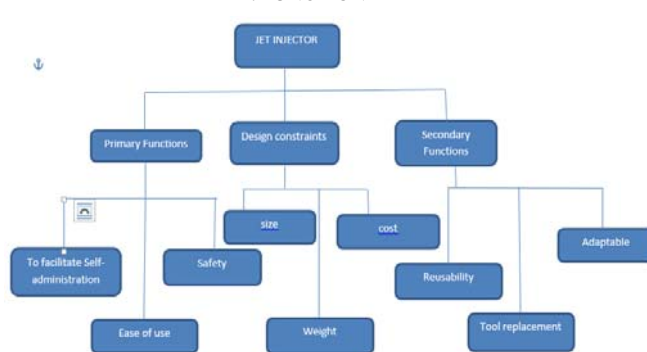 JET INJECTOR
Primary Functions
Design constraints
Secondary
Functions
To facilitate Self-
administration
Ease of use
Safety
size
Weight
cost
Reusability
Tool replacement
Adaptable